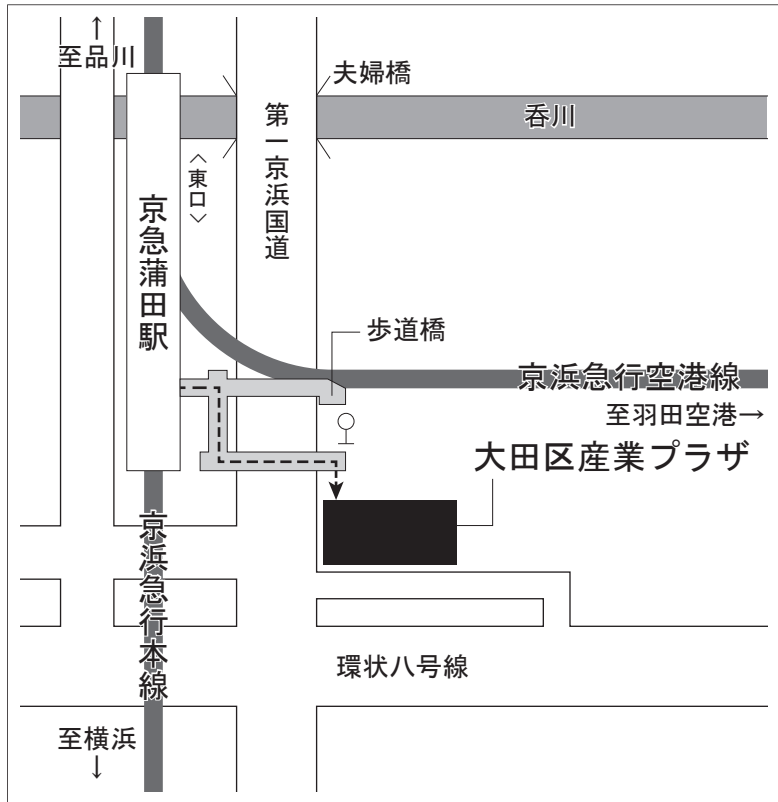 ↑
至品川
夫婦橋
呑川
第一京浜国道
〈東口〉
京急蒲田駅
歩道橋
京浜急行空港線
至羽田空港→
大田区産業プラザ
京浜急行本線
環状八号線
至横浜
↓